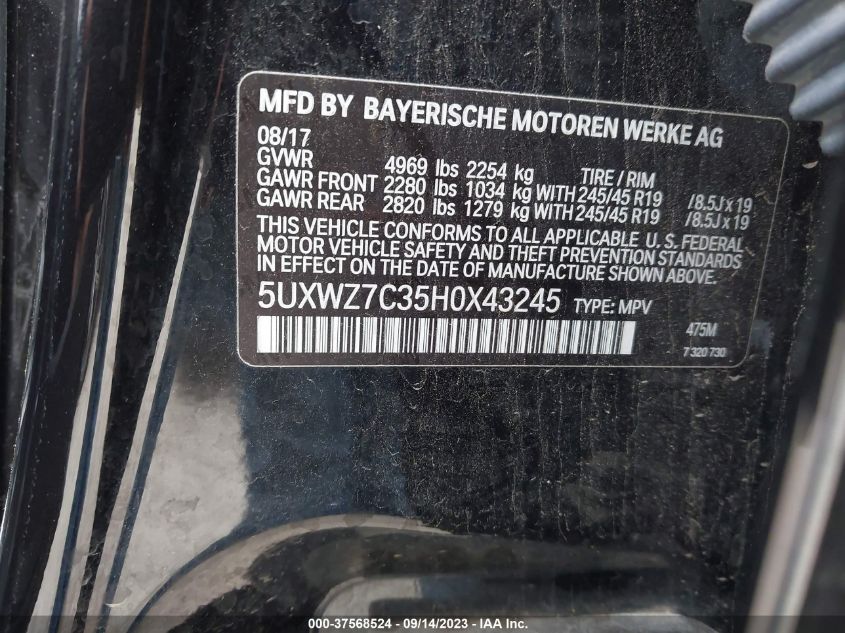 MFD BY BAYERISCHE MOTOREN WERKE AG
08/17
GVWR 4969 lbs 2254 kg TIRE / RIM
GAWR FRONT 2280 lbs 1034 kg WITH 245/45 R19 /8.5J x 19
GAWR REAR 2820 lbs 1279 kg WITH 245/45 R19 /8.5J x 19
THIS VEHICLE CONFORMS TO ALL APPLICABLE U.S. FEDERAL
MOTOR VEHICLE SAFETY AND THEFT PREVENTION STANDARDS
IN EFFECT ON THE DATE OF MANUFACTURE SHOWN ABOVE.
5UXWZ7C35H0X43245 TYPE: MPV
475M
7 320 730
000-37568524 - 09/14/2023 - IAA Inc.